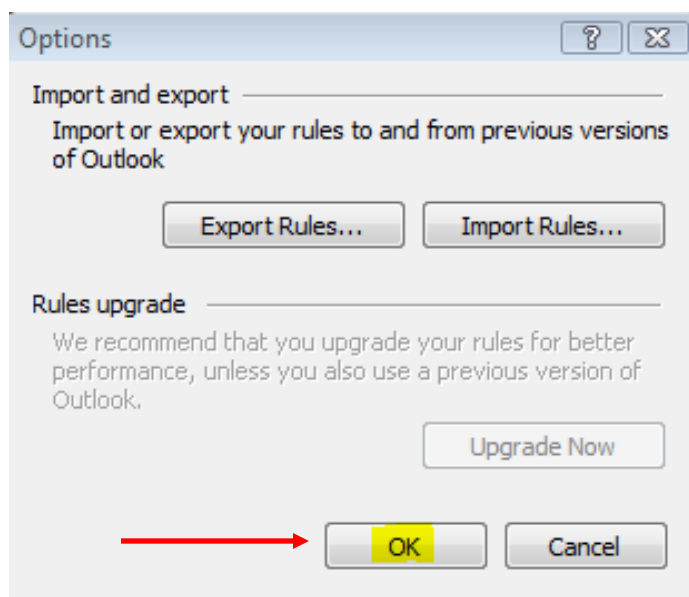 Options
Import and export
Import or export your rules to and from previous versions
of Outlook
Export Rules... Import Rules...
Rules upgrade
We recommend that you upgrade your rules for better
performance, unless you also use a previous version of
Outlook.
Upgrade Now
OK Cancel